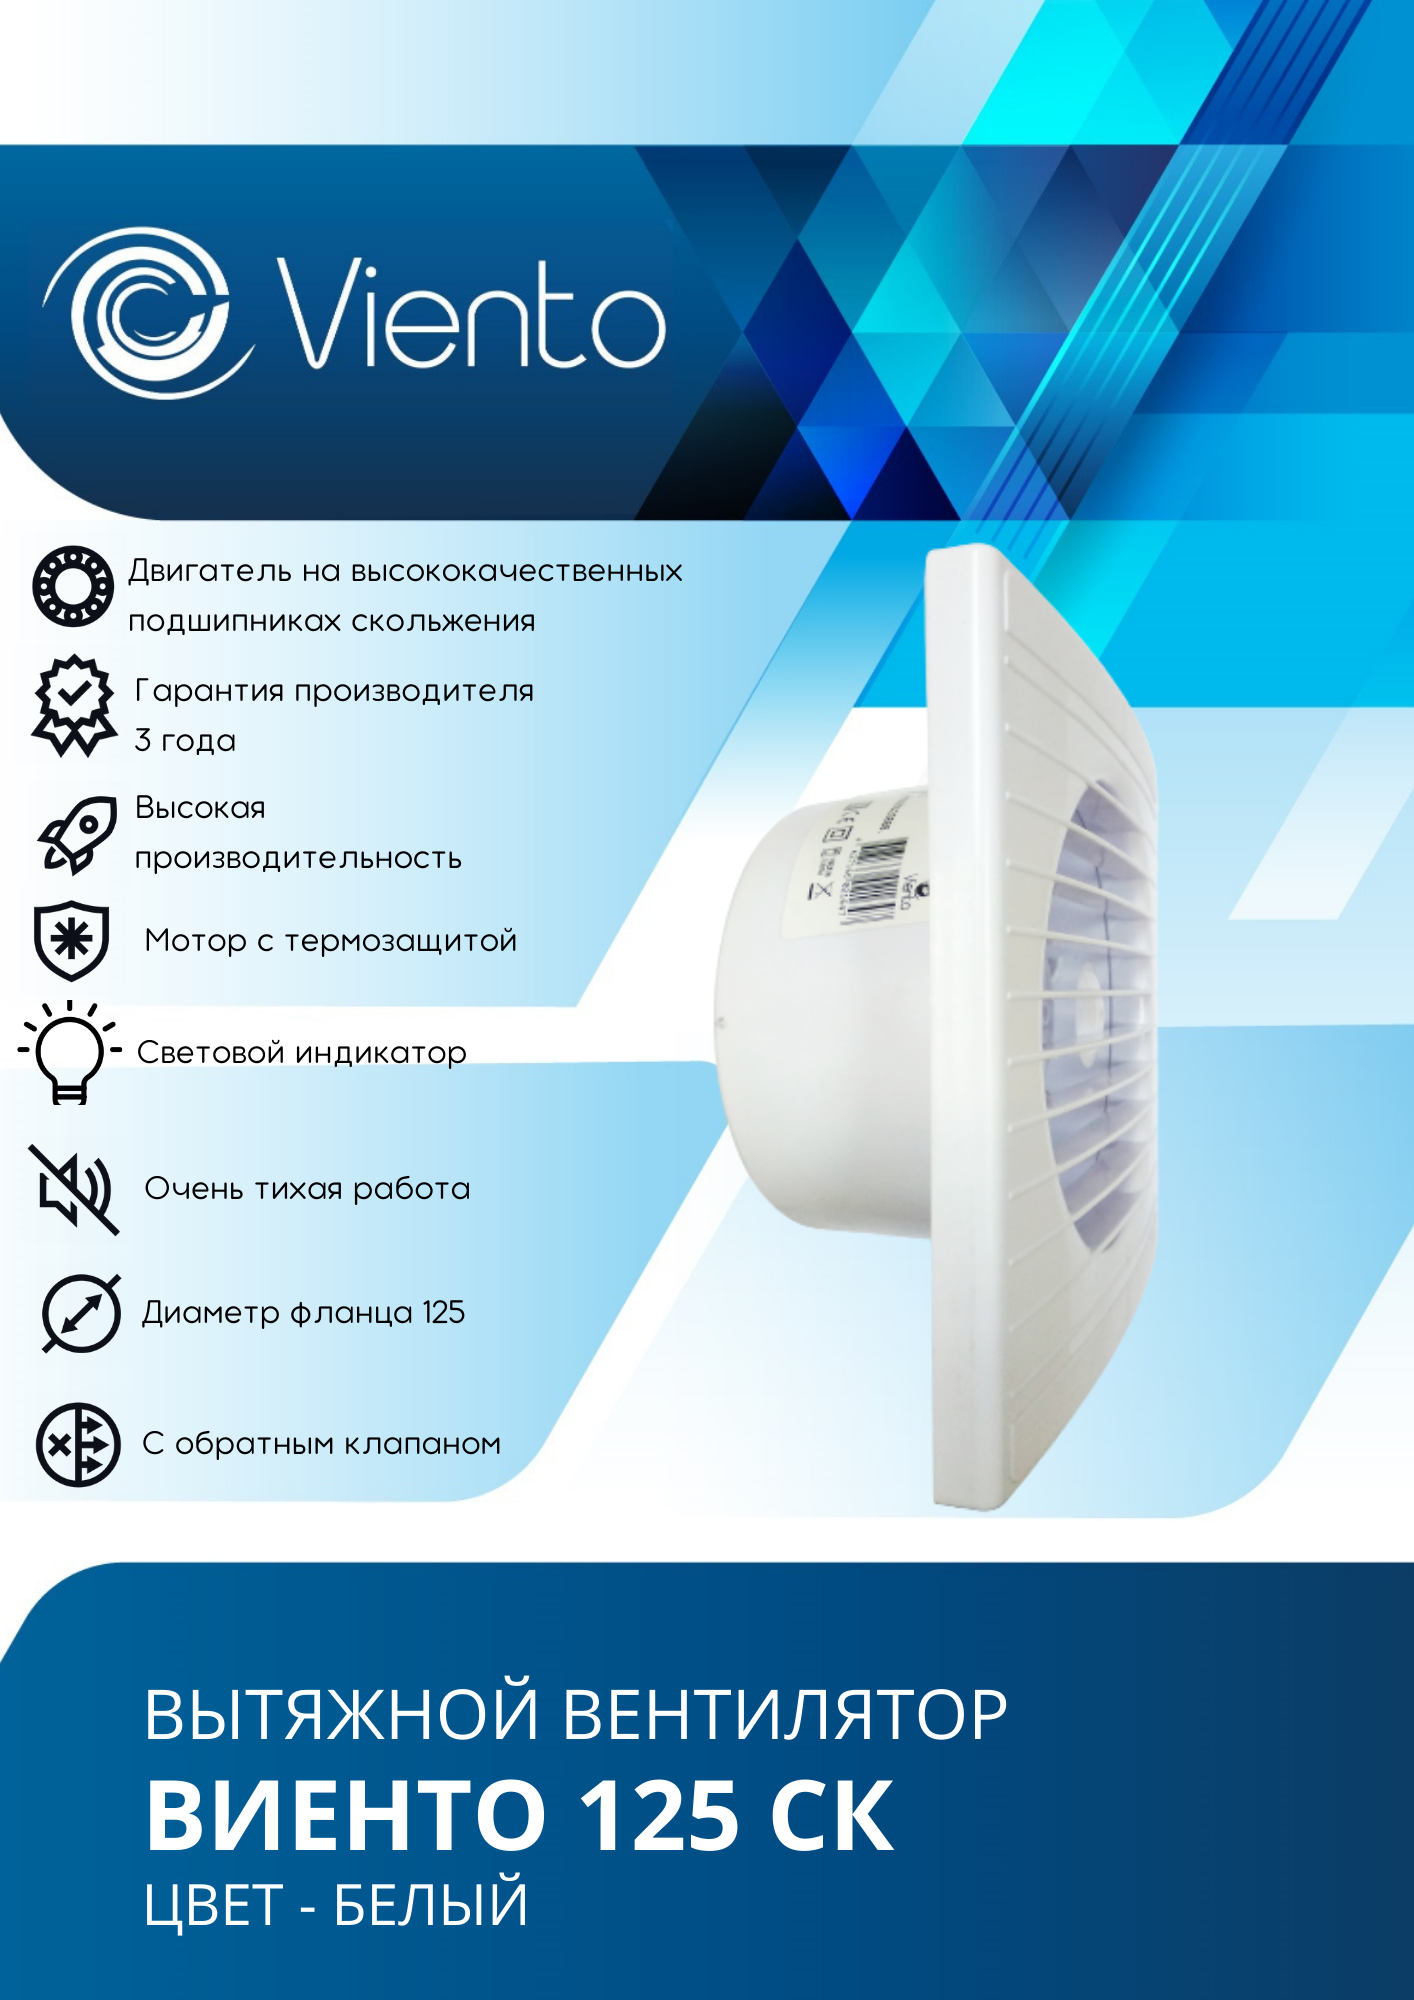 Viento
Двигатель на высококачественных
подшипниках скольжения
Гарантия производителя
3 года
Высокая
производительность
Мотор с термозащитой
Световой индикатор
Очень тихая работа
Диаметр фланца 125
С обратным клапаном
Viento
ВЫТЯЖНОЙ ВЕНТИЛЯТОР
ВИЕНТО 125 СК
ЦВЕТ - БЕЛЫЙ